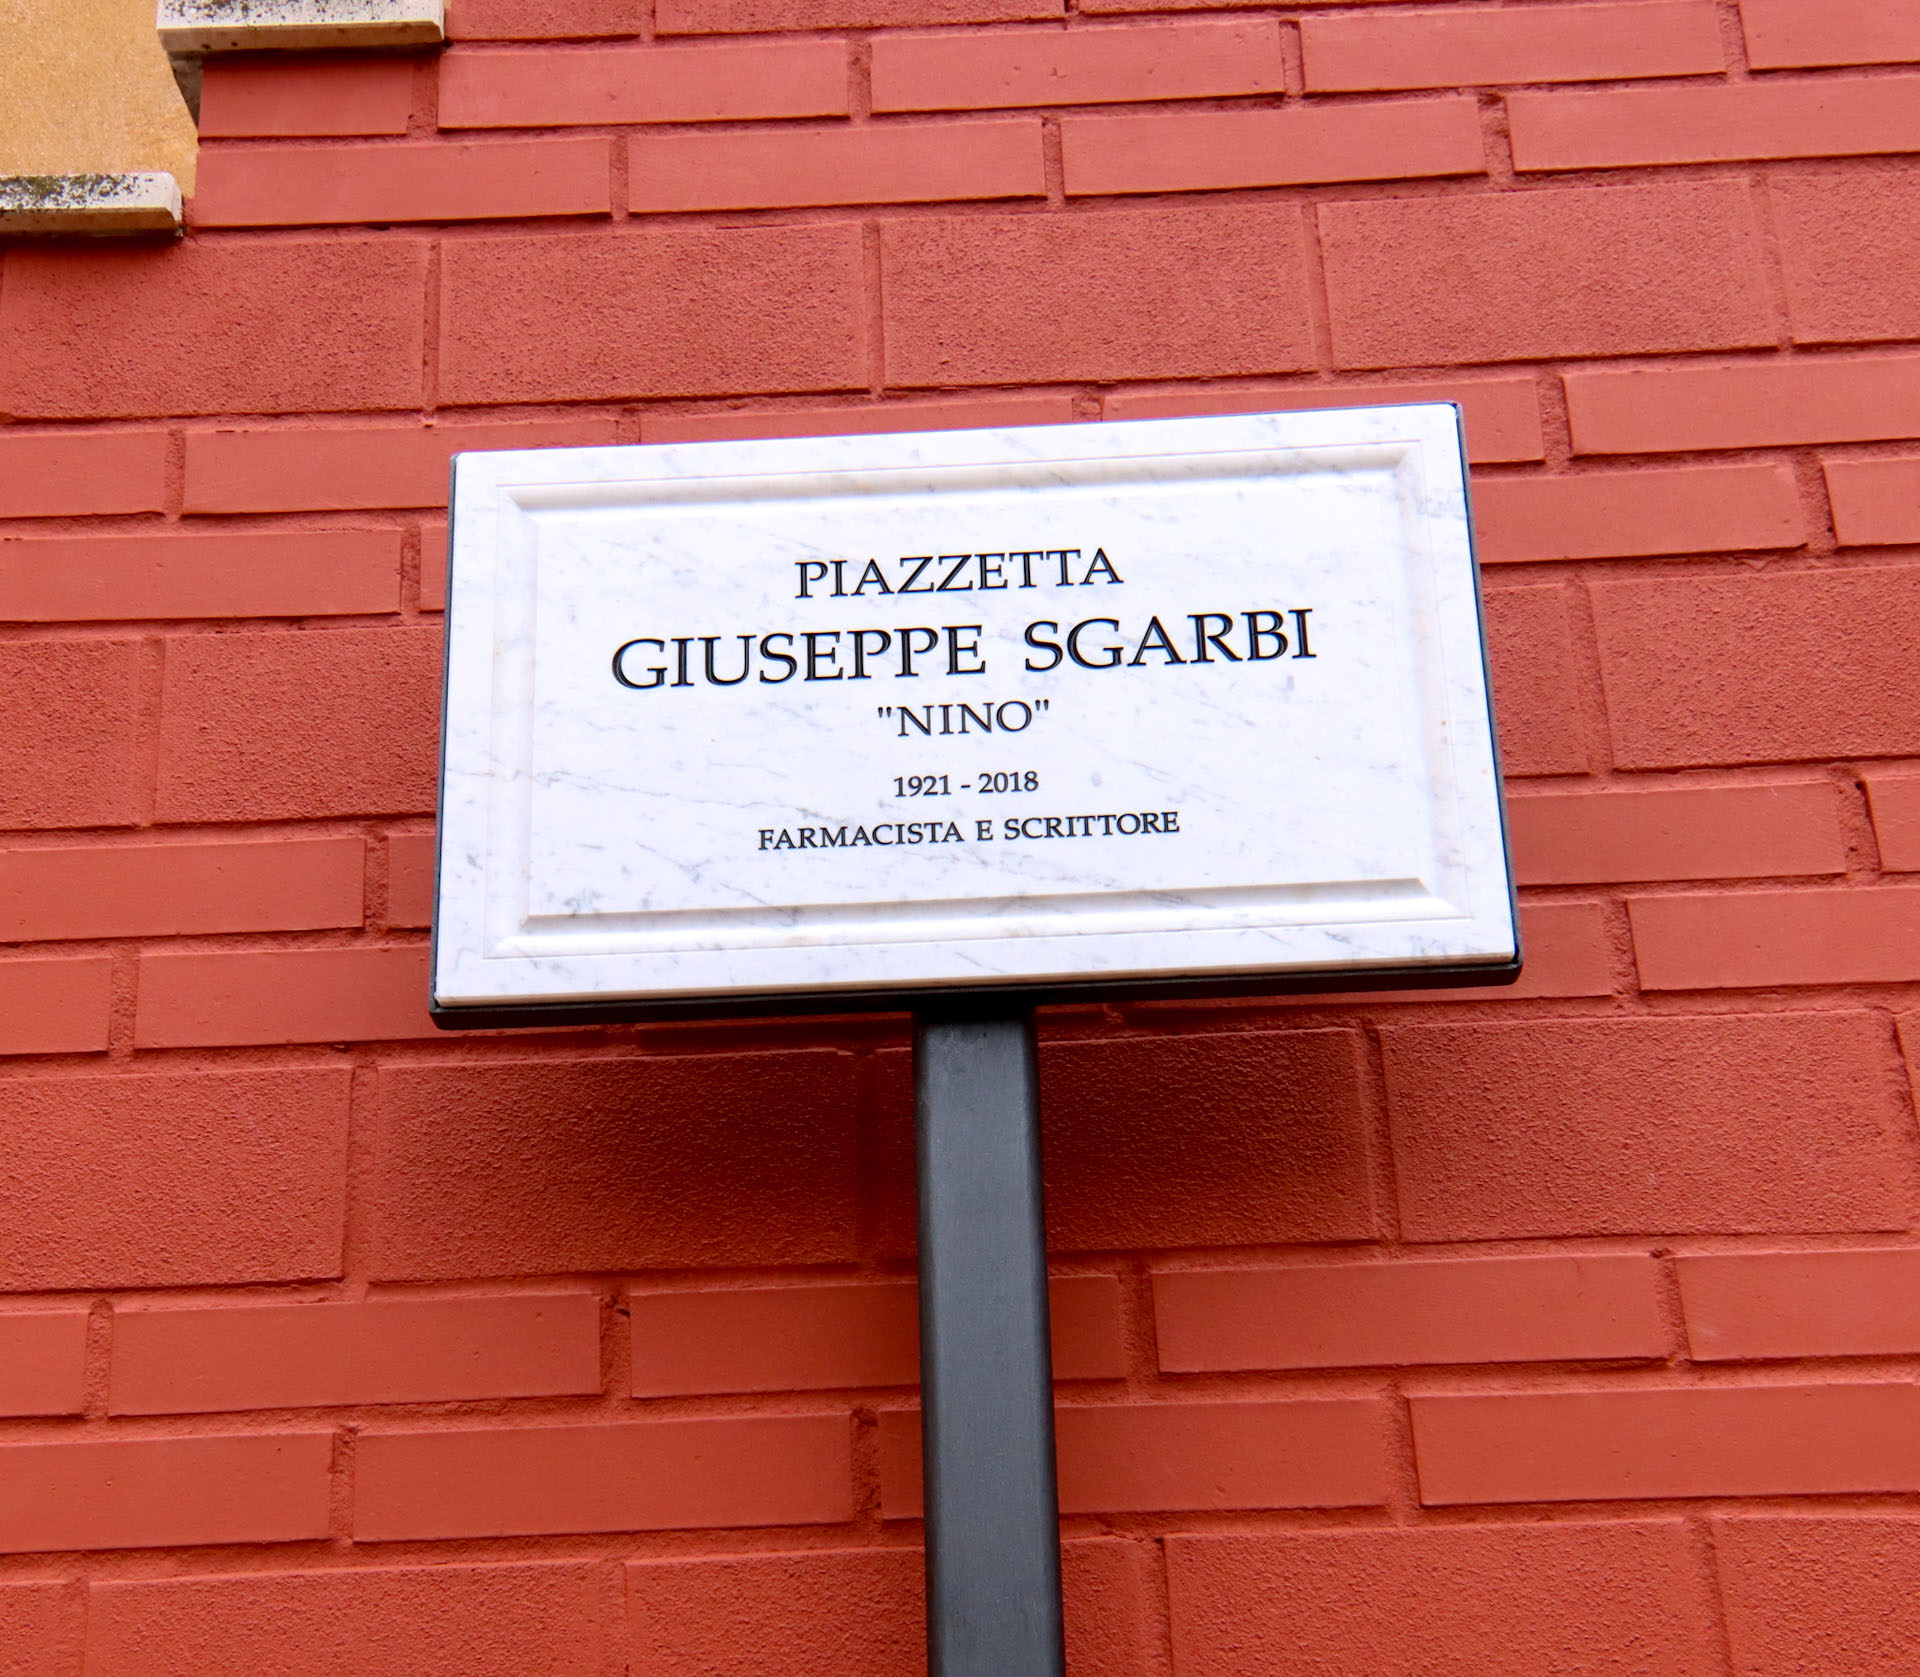 PIAZZETTA
GIUSEPPE SGARBI
"NINO"
1921 - 2018
FARMACISTA E SCRITTORE